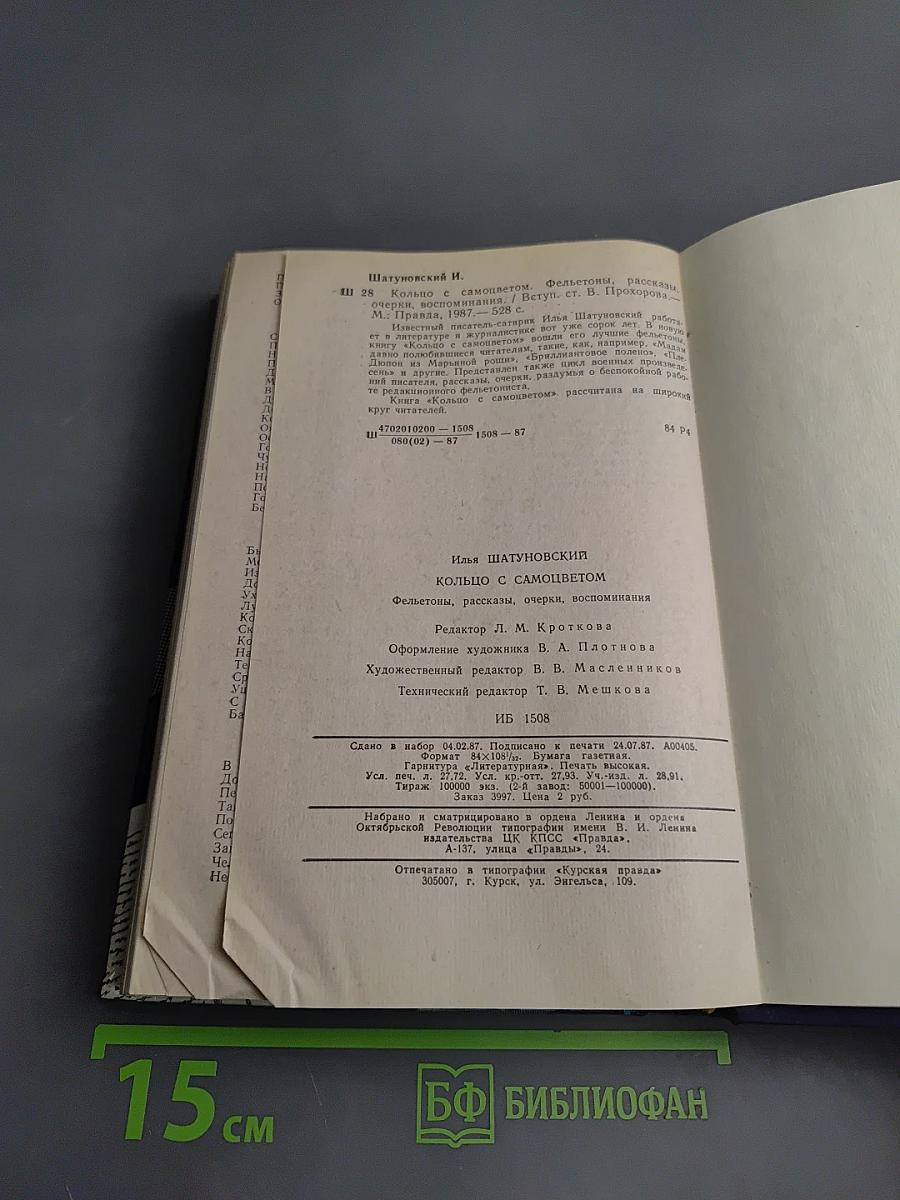 Шатуновский И.
Ш 28 Кольцо с самоцветом. Фельетоны, рассказы,
очерки, воспоминания. / Вступ. ст. В. Прохорова.—
М.: Правда, 1987.— 528 с.
Известный писатель-сатирик Илья Шатуновский работа-
ет в литературе и журналистике вот уже сорок лет. В новую
книгу «Кольцо с самоцветом» вошли его лучшие фельетоны,
давно полюбившиеся читателям, такие, как, например, «Мадам
Дюпон из Марьиной рощи», «Бриллиантовое полено», «Пле-
сень» и другие. Представлен также цикл военных произведе-
ний писателя, рассказы, очерки, раздумья о беспокойной рабо-
те редакционного фельетониста.
Книга «Кольцо с самоцветом» рассчитана на широкий
круг читателей.
Ш 4702010200 — 1508 / 080(02) — 87 1508 — 87 84 Р4
Илья ШАТУНОВСКИЙ
КОЛЬЦО С САМОЦВЕТОМ
Фельетоны, рассказы, очерки, воспоминания
Редактор Л. М. Кроткова
Оформление художника В. А. Плотнова
Художественный редактор В. В. Масленников
Технический редактор Т. В. Мешкова
ИБ 1508
Сдано в набор 04.02.87. Подписано к печати 24.07.87. А00405.
Формат 84×108¹/₃₂. Бумага газетная.
Гарнитура «Литературная». Печать высокая.
Усл. печ. л. 27,72. Усл. кр.-отт. 27,93. Уч.-изд. л. 28,91.
Тираж 100000 экз. (2-й завод: 50001—100000).
Заказ 3997. Цена 2 руб.
Набрано и сматрицировано в ордена Ленина и ордена
Октябрьской Революции типографии имени В. И. Ленина
издательства ЦК КПСС «Правда».
А-137, улица «Правды», 24.
Отпечатано в типографии «Курская правда»
305007, г. Курск, ул. Энгельса, 109.
15 см
БФ БИБЛИОФАН